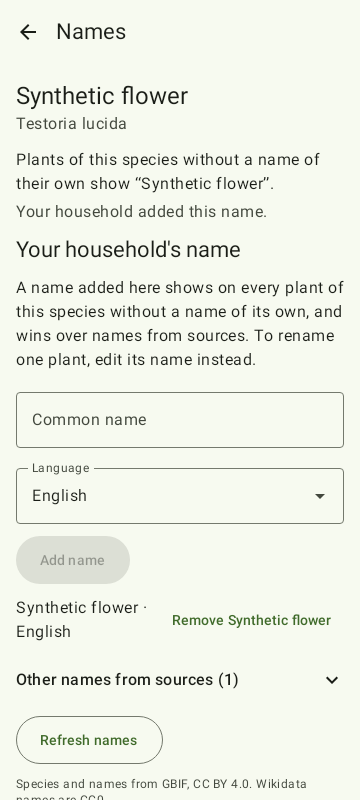 Names
Synthetic flower
Testoria lucida
Plants of this species without a name of
their own show “Synthetic flower”.
Your household added this name.
Your household's name
A name added here shows on every plant of
this species without a name of its own, and
wins over names from sources. To rename
one plant, edit its name instead.
Common name
Language
English
Add name
Synthetic flower ·
English
Remove Synthetic flower
Other names from sources (1)
Refresh names
Species and names from GBIF, CC BY 4.0. Wikidata
names are CC0